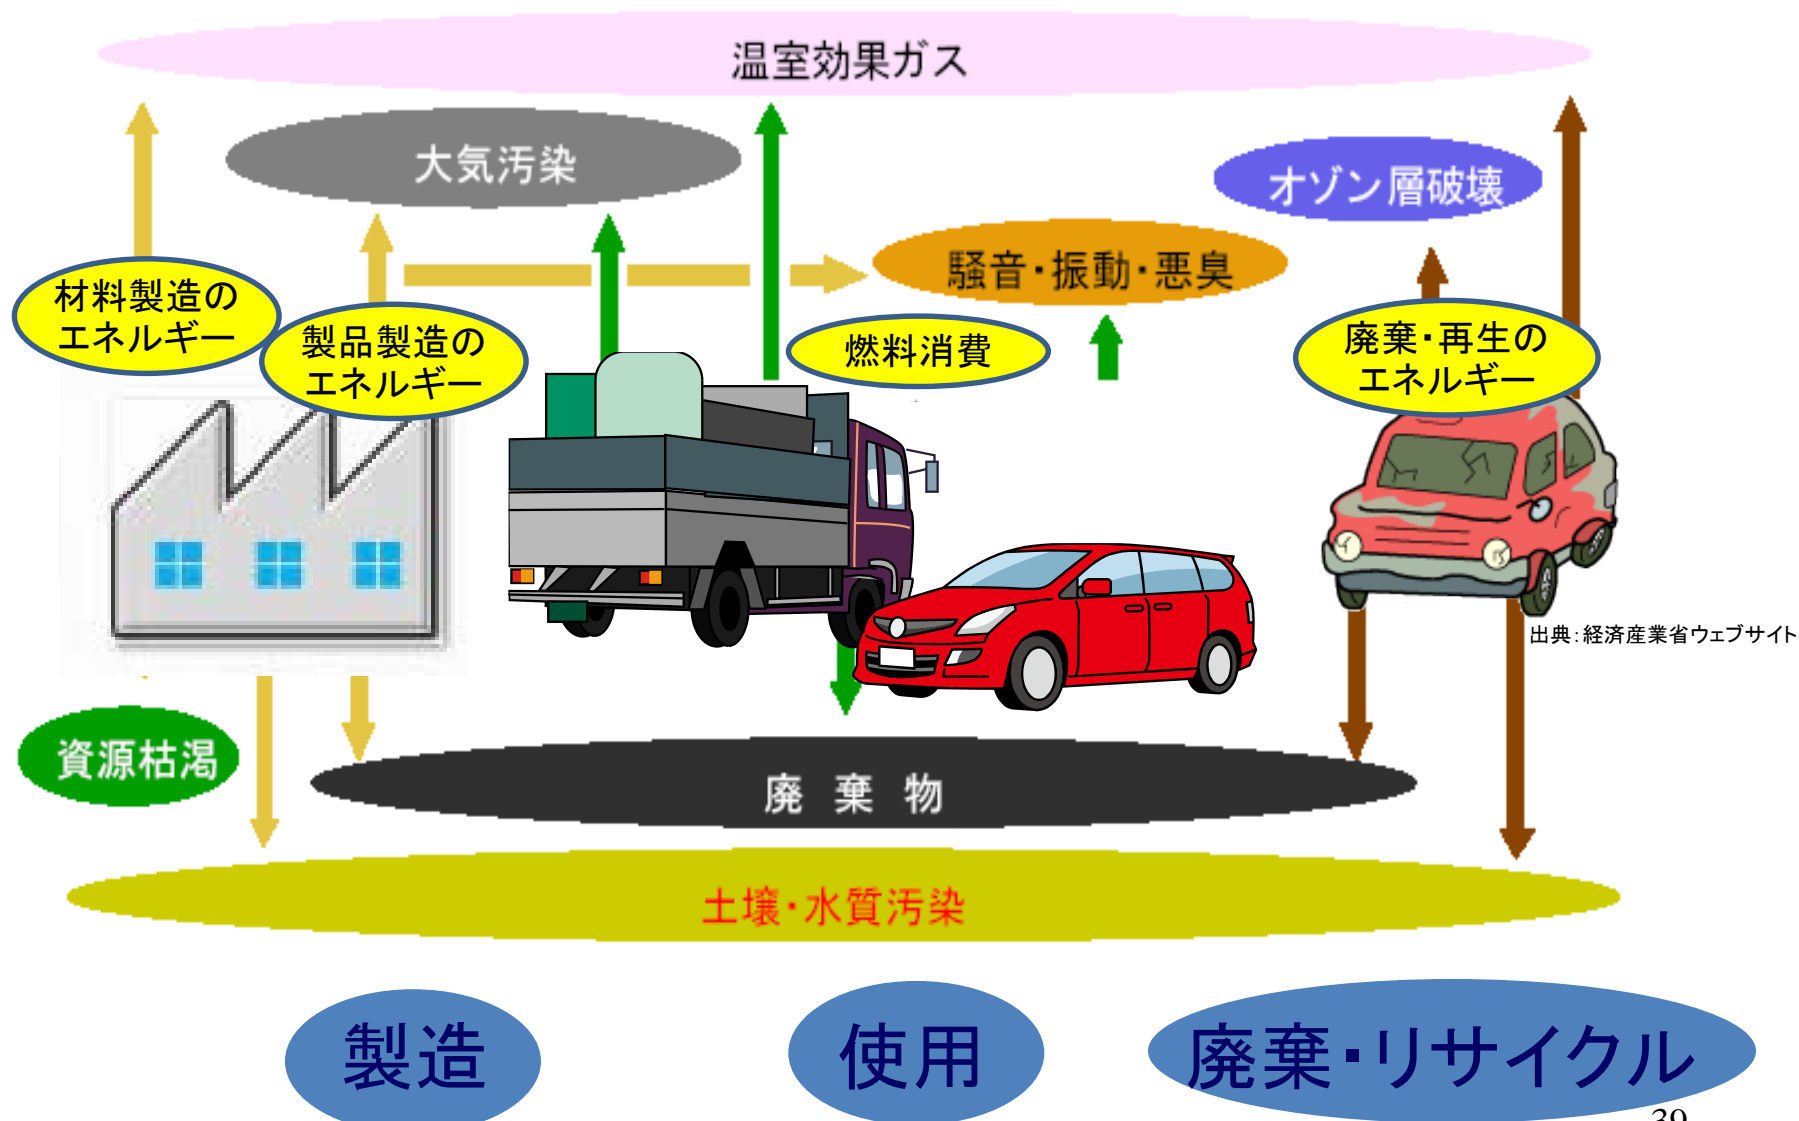 温室効果ガス
大気汚染
オゾン層破壊
騒音・振動・悪臭
材料製造の
エネルギー
製品製造の
エネルギー
燃料消費
廃棄・再生の
エネルギー
出典：経済産業省ウェブサイト
資源枯渇
廃 棄 物
土壌・水質汚染
製造
使用
廃棄・リサイクル
39